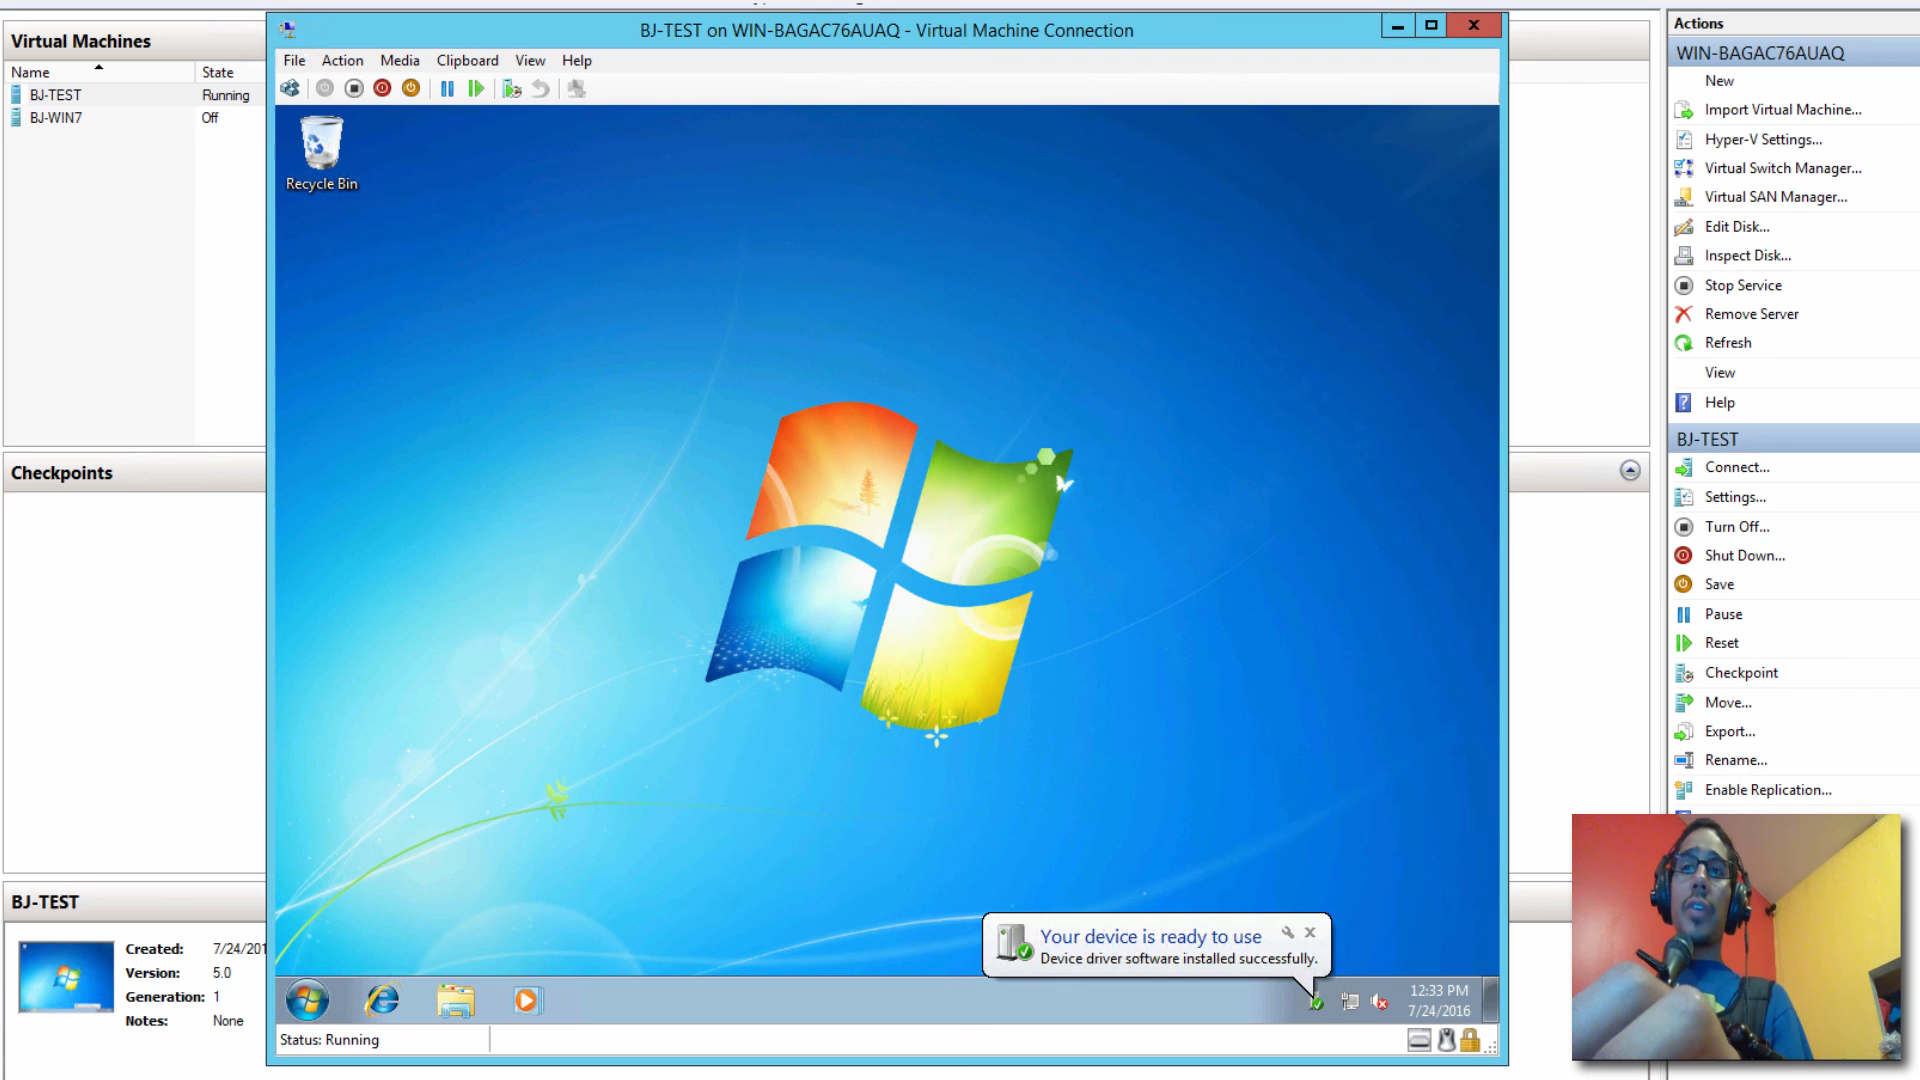 Virtual Machines
Name State
BJ-TEST Running
BJ-WIN7 Off
Checkpoints
BJ-TEST
Created: 7/24/201
Version: 5.0
Generation: 1
Notes: None
BJ-TEST on WIN-BAGAC76AUAQ - Virtual Machine Connection
File Action Media Clipboard View Help
Recycle Bin
Your device is ready to use
Device driver software installed successfully.
12:33 PM
7/24/2016
Status: Running
Actions
WIN-BAGAC76AUAQ
New
Import Virtual Machine...
Hyper-V Settings...
Virtual Switch Manager...
Virtual SAN Manager...
Edit Disk...
Inspect Disk...
Stop Service
Remove Server
Refresh
View
Help
BJ-TEST
Connect...
Settings...
Turn Off...
Shut Down...
Save
Pause
Reset
Checkpoint
Move...
Export...
Rename...
Enable Replication...